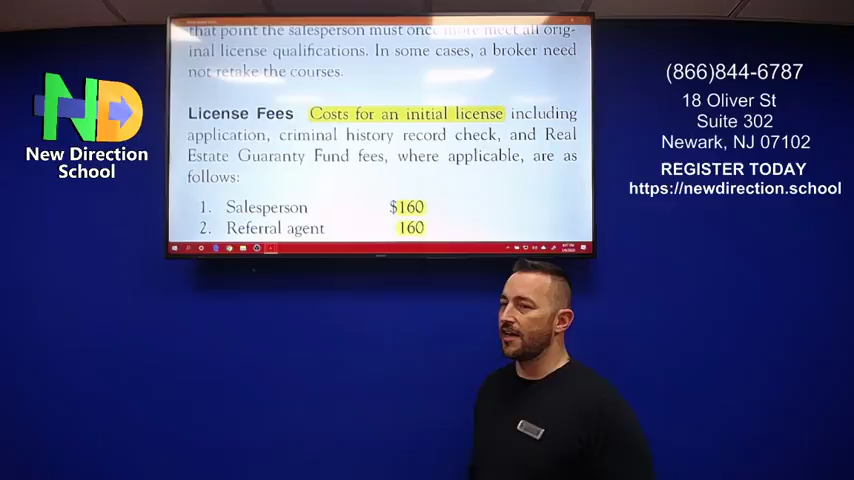 that point the salesperson must once more meet all orig-
inal license qualifications. In some cases, a broker need
not retake the courses.
License Fees Costs for an initial license including
application, criminal history record check, and Real
Estate Guaranty Fund fees, where applicable, are as
follows:
1. Salesperson $160
2. Referral agent 160
ND
New Direction
School
(866)844-6787
18 Oliver St
Suite 302
Newark, NJ 07102
REGISTER TODAY
https://newdirection.school